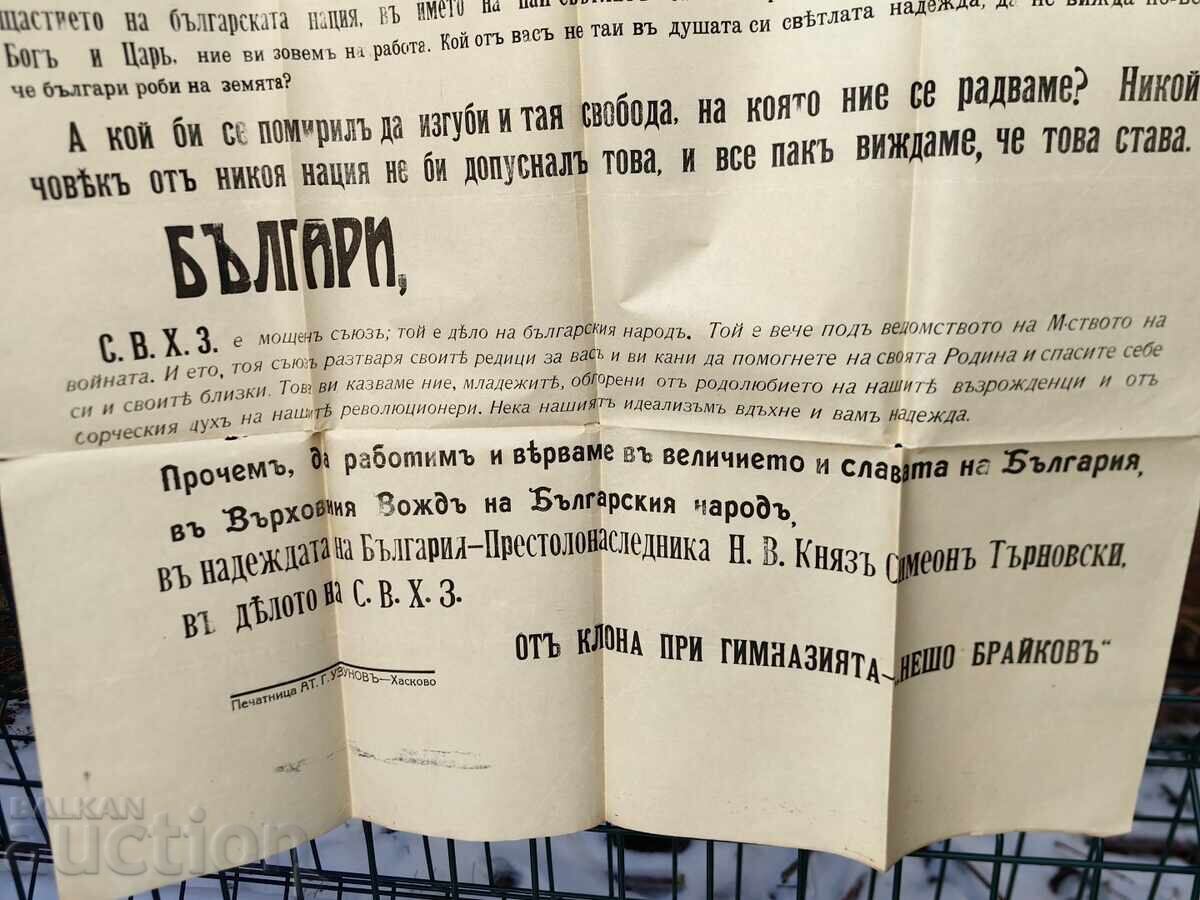 щастрието на българската нация, въ името на
Богъ и Царь, ние ви зовемъ на работа. Кой отъ васъ не таи въ душата си свѣтлата надежда, да не вижда
че българи роби на земята?
А кой би се помирилъ да изгуби и тая свобода, на която ние се радваме? Никой
човѣкъ отъ никоя нация не би допусналъ това, и все пакъ виждаме, че това става.
БЪЛГАРИ,
С. В. Х. З. е мощенъ съюзъ; той е дѣло на българския народъ. Той е вече подъ ведомството на М-ството на
войната. И ето, тоя съюзъ разтваря своитѣ редици за васъ и ви кани да помогнете на своята Родина и спасите себе
си и своитѣ близки. Това ви казваме ние, младежитѣ, обгорени отъ родолюбието на нашитѣ възрожденци и отъ
борческия духъ на нашитѣ революционери. Нека нашиятъ идеализъмъ вдъхне и вамъ надежда.
Прочемъ, да работимъ и вѣрваме въ величието и славата на България,
въ Върховния Вождъ на Българския народъ,
въ надеждата на България—Престолонаследника Н. В. Князъ Симеонъ Търновски,
въ дѣлото на С. В. Х. З.
ОТЪ КЛОНА ПРИ ГИМНАЗИЯТА—„НЕШО БРАЙКОВЪ“
Печатница АТ. Г. УЗУНОВЪ—Хасково
BALKAN
auction